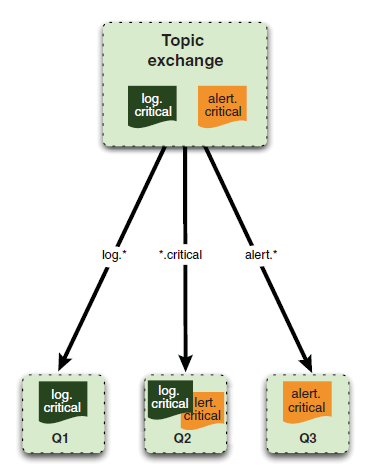 Topic
exchange
log.
critical
alert.
critical
log.*
*.critical
alert.*
log.
critical
Q1
log.
critical
lert.
critical
Q2
alert.
critical
Q3